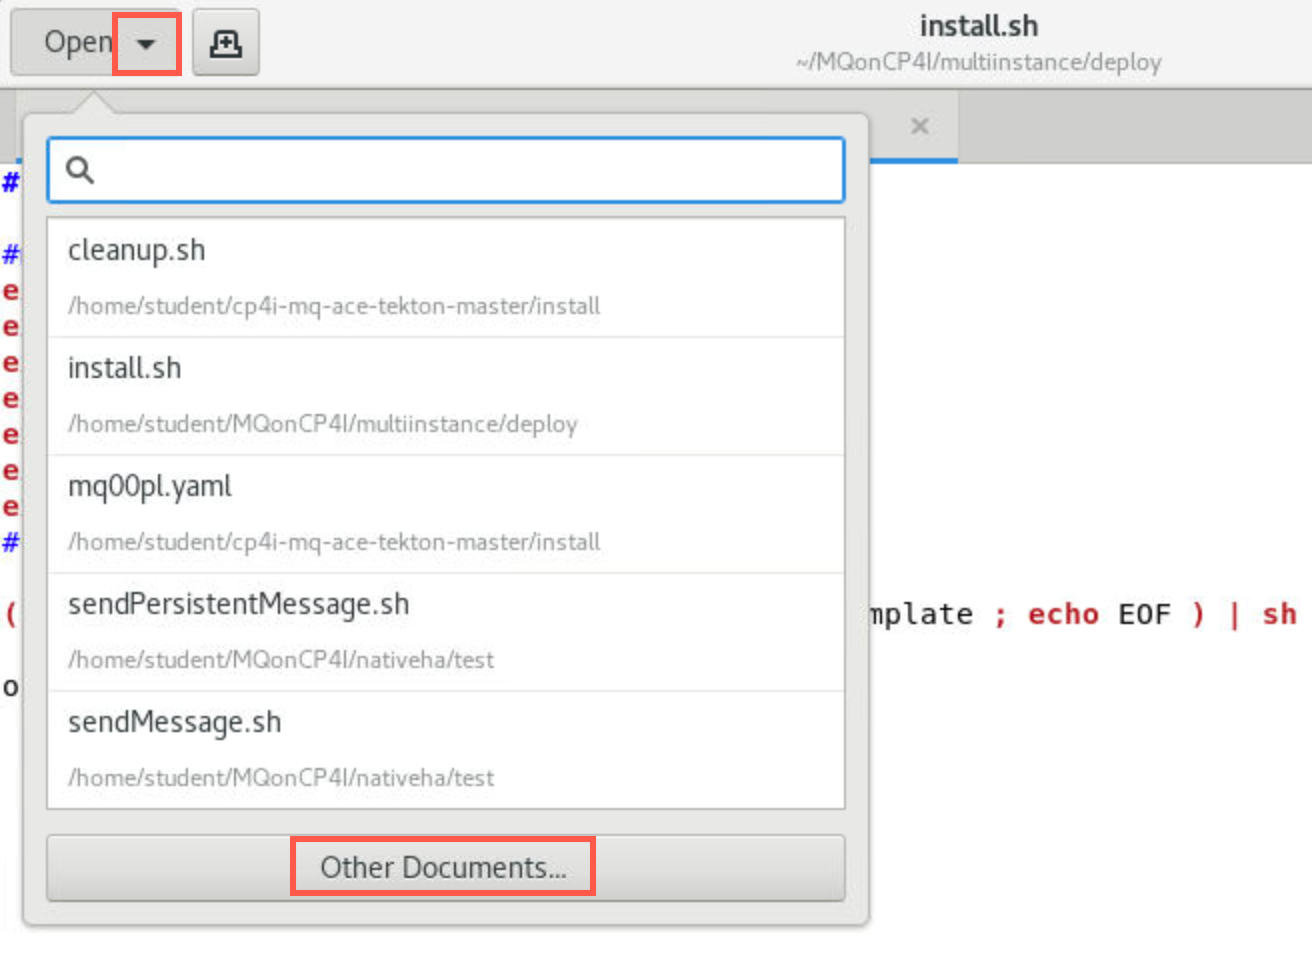 Open
install.sh
~/MQonCP4I/multiinstance/deploy
#
#
e
e
e
e
e
e
e
#
(
mplate ; echo EOF ) | sh
o
cleanup.sh
/home/student/cp4i-mq-ace-tekton-master/install
install.sh
/home/student/MQonCP4I/multiinstance/deploy
mq00pl.yaml
/home/student/cp4i-mq-ace-tekton-master/install
sendPersistentMessage.sh
/home/student/MQonCP4I/nativeha/test
sendMessage.sh
/home/student/MQonCP4I/nativeha/test
Other Documents...